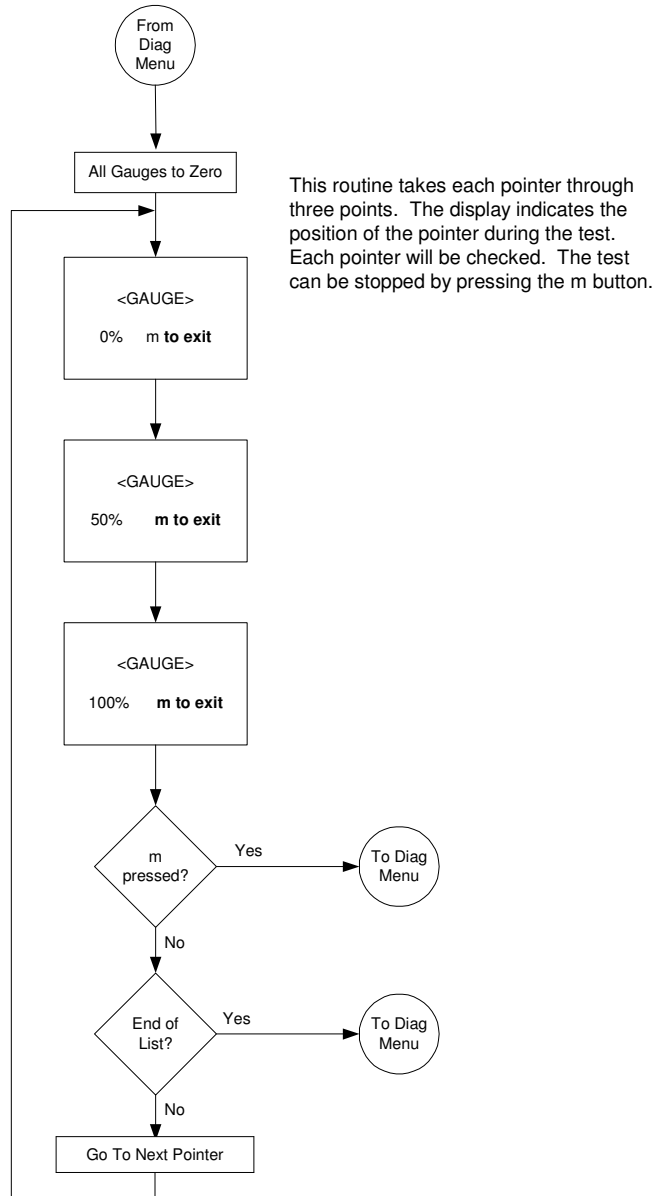 From
Diag
Menu
All Gauges to Zero
This routine takes each pointer through
three points. The display indicates the
position of the pointer during the test.
Each pointer will be checked. The test
can be stopped by pressing the m button.
<GAUGE>
0% m to exit
<GAUGE>
50% m to exit
<GAUGE>
100% m to exit
m
pressed?
Yes
To Diag
Menu
No
End of
List?
Yes
To Diag
Menu
No
Go To Next Pointer